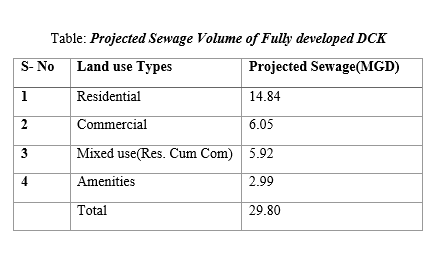 Table: Projected Sewage Volume of Fully developed DCK
S- No Land use Types Projected Sewage(MGD)
1 Residential 14.84
2 Commercial 6.05
3 Mixed use(Res. Cum Com) 5.92
4 Amenities 2.99
Total 29.80